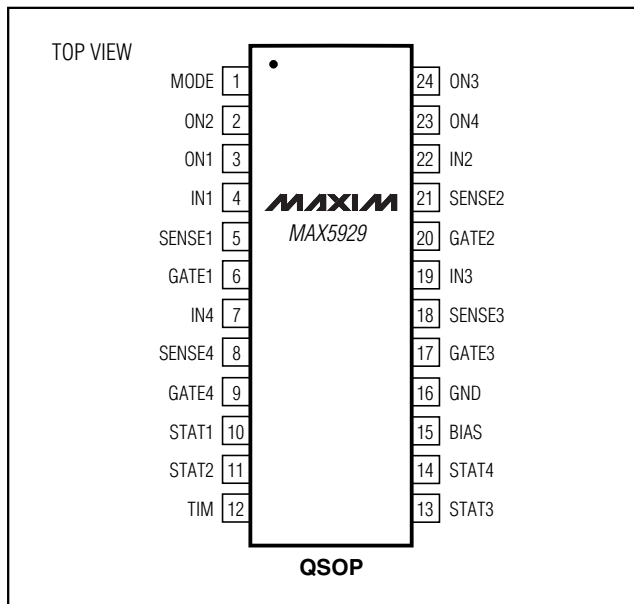 TOP VIEW
MODE 1
ON2 2
ON1 3
IN1 4
SENSE1 5
GATE1 6
IN4 7
SENSE4 8
GATE4 9
STAT1 10
STAT2 11
TIM 12
MAXIM
MAX5929
24 ON3
23 ON4
22 IN2
21 SENSE2
20 GATE2
19 IN3
18 SENSE3
17 GATE3
16 GND
15 BIAS
14 STAT4
13 STAT3
QSOP